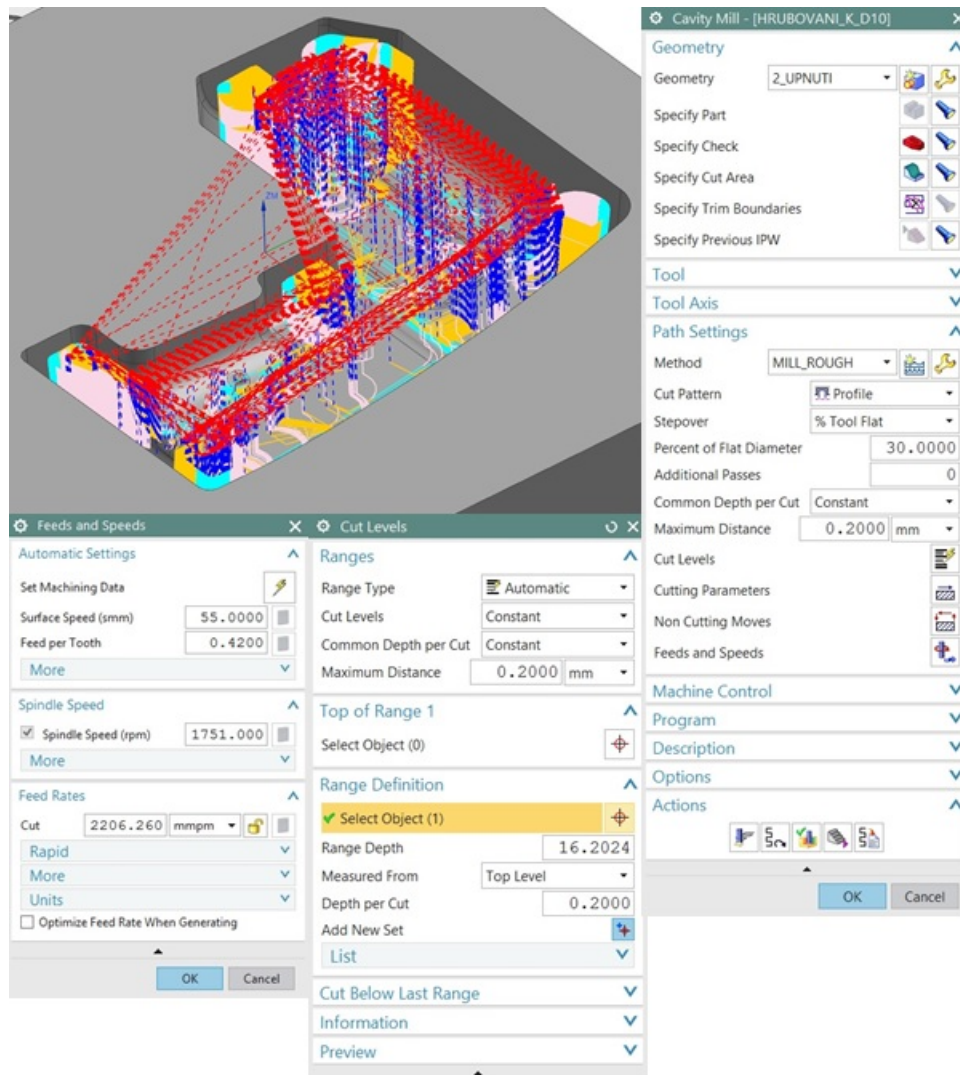 ZM
Cavity Mill - [HRUBOVANI_K_D10]
Geometry
Geometry 2_UPNUTI
Specify Part
Specify Check
Specify Cut Area
Specify Trim Boundaries
Specify Previous IPW
Tool
Tool Axis
Path Settings
Method MILL_ROUGH
Cut Pattern Profile
Stepover % Tool Flat
Percent of Flat Diameter 30.0000
Additional Passes 0
Common Depth per Cut Constant
Maximum Distance 0.2000 mm
Cut Levels
Cutting Parameters
Non Cutting Moves
Feeds and Speeds
Machine Control
Program
Description
Options
Actions
OK Cancel
Feeds and Speeds
Automatic Settings
Set Machining Data
Surface Speed (smm) 55.0000
Feed per Tooth 0.4200
More
Spindle Speed
Spindle Speed (rpm) 1751.000
More
Feed Rates
Cut 2206.260 mmpm
Rapid
More
Units
Optimize Feed Rate When Generating
OK Cancel
Cut Levels
Ranges
Range Type Automatic
Cut Levels Constant
Common Depth per Cut Constant
Maximum Distance 0.2000 mm
Top of Range 1
Select Object (0)
Range Definition
Select Object (1)
Range Depth 16.2024
Measured From Top Level
Depth per Cut 0.2000
Add New Set
List
Cut Below Last Range
Information
Preview